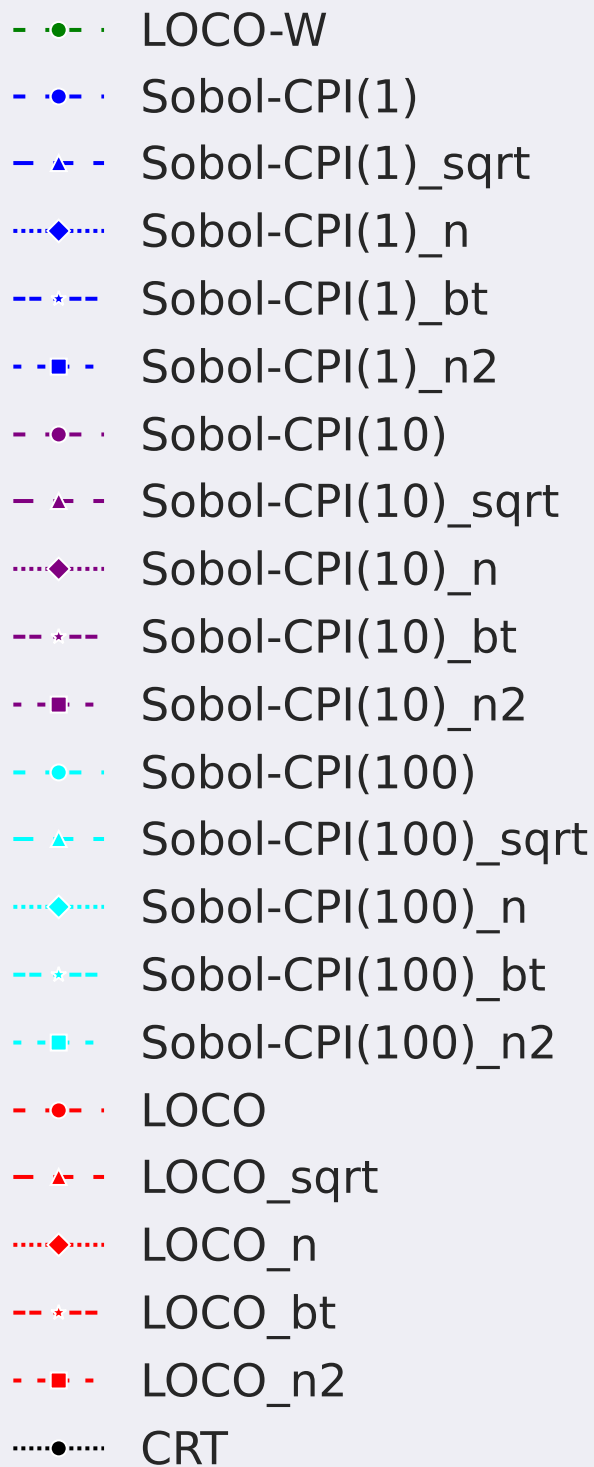 LOCO-W
Sobol-CPI(1)
Sobol-CPI(1)_sqrt
Sobol-CPI(1)_n
Sobol-CPI(1)_bt
Sobol-CPI(1)_n2
Sobol-CPI(10)
Sobol-CPI(10)_sqrt
Sobol-CPI(10)_n
Sobol-CPI(10)_bt
Sobol-CPI(10)_n2
Sobol-CPI(100)
Sobol-CPI(100)_sqrt
Sobol-CPI(100)_n
Sobol-CPI(100)_bt
Sobol-CPI(100)_n2
LOCO
LOCO_sqrt
LOCO_n
LOCO_bt
LOCO_n2
CRT